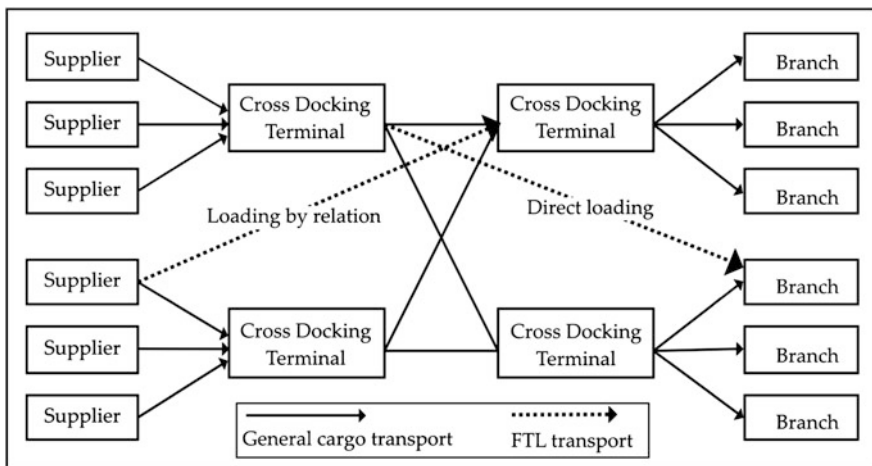 Supplier
Supplier
Supplier
Cross Docking
Terminal
Cross Docking
Terminal
Branch
Branch
Branch
Loading by relation
Direct loading
Supplier
Supplier
Supplier
Cross Docking
Terminal
Cross Docking
Terminal
Branch
Branch
Branch
General cargo transport
FTL transport